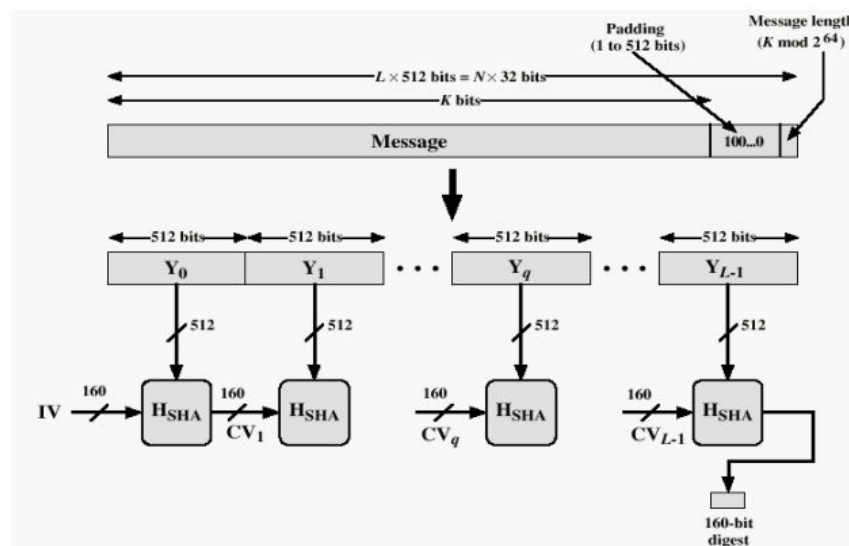 Padding
(1 to 512 bits)
Message length
(K mod 2^64)
L × 512 bits = N × 32 bits
K bits
Message
100...0
512 bits
512 bits
512 bits
512 bits
Y0
Y1
• • •
Yq
• • •
YL-1
512
512
512
512
IV
160
HSHA
160
CV1
HSHA
160
CVq
HSHA
160
CVL-1
HSHA
160-bit
digest